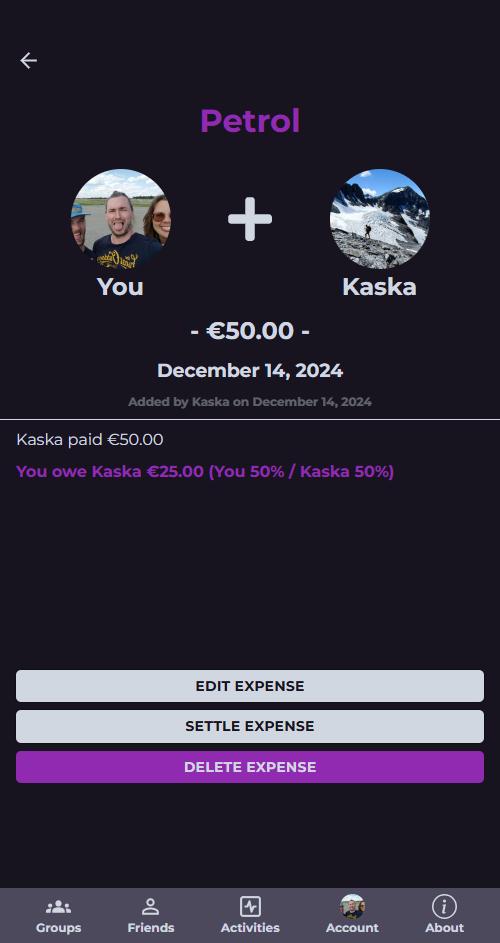 Petrol
You
Kaska
- €50.00 -
December 14, 2024
Added by Kaska on December 14, 2024
Kaska paid €50.00
You owe Kaska €25.00 (You 50% / Kaska 50%)
EDIT EXPENSE
SETTLE EXPENSE
DELETE EXPENSE
Groups
Friends
Activities
Account
About